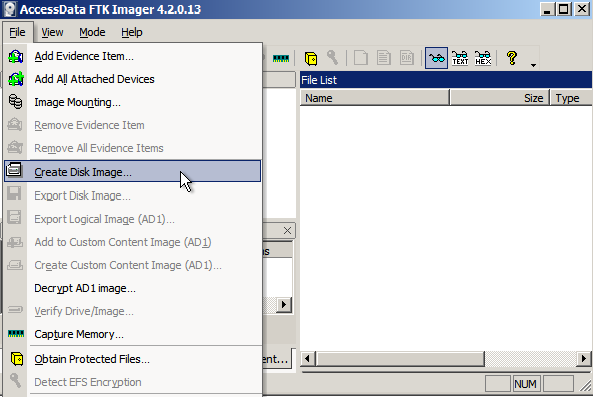 AccessData FTK Imager 4.2.0.13
File View Mode Help
TEXT HEX
Add Evidence Item...
Add All Attached Devices
Image Mounting...
Remove Evidence Item
Remove All Evidence Items
Create Disk Image...
Export Disk Image...
Export Logical Image (AD1)...
Add to Custom Content Image (AD1)
Create Custom Content Image (AD1)...
Decrypt AD1 image...
Verify Drive/Image...
Capture Memory...
Obtain Protected Files...
Detect EFS Encryption
File List
Name Size Type
ent...
NUM